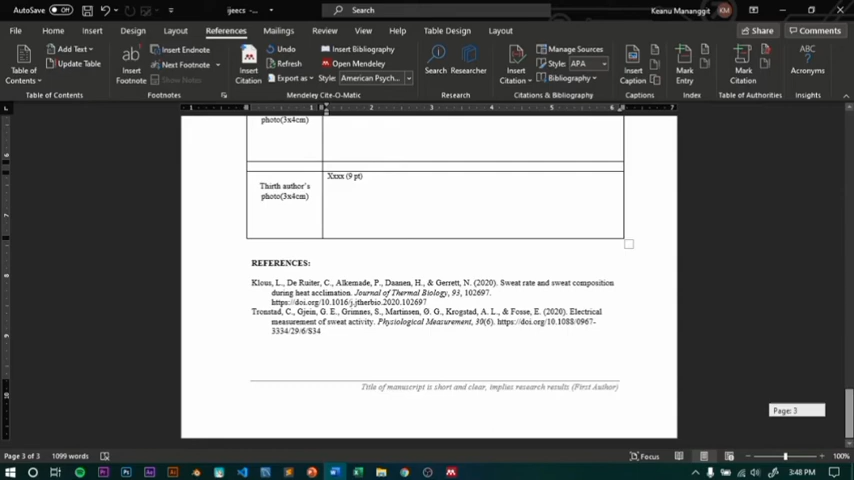 AutoSave Off ijeecs -... Search Keanu Mananggit KM
File Home Insert Design Layout References Mailings Review View Help Table Design Layout Share Comments
Table of Contents
Add Text
Update Table
Table of Contents
Insert Footnote
AB
Insert Endnote
Next Footnote
Show Notes
Footnotes
Insert Citation
Undo
Refresh
Export as
Insert Bibliography
Open Mendeley
Style: American Psych...
Mendeley Cite-O-Matic
Search
Researcher
Research
Insert Citation
Manage Sources
Style: APA
Bibliography
Citations & Bibliography
Insert Caption
Captions
Mark Entry
Index
Mark Citation
Table of Authorities
ABC
Acronyms
Insights
photo(3x4cm)
Xxxx (9 pt)
Thirth author's
photo(3x4cm)
REFERENCES:
Klous, L., De Ruiter, C., Alkemade, P., Daanen, H., & Gerrett, N. (2020). Sweat rate and sweat composition
during heat acclimation. Journal of Thermal Biology, 93, 102697.
https://doi.org/10.1016/j.jtherbio.2020.102697
Tronstad, C., Gjein, G. E., Grimnes, S., Martinsen, Ø. G., Krogstad, A. L., & Fosse, E. (2020). Electrical
measurement of sweat activity. Physiological Measurement, 30(6). https://doi.org/10.1088/0967-
3334/29/6/S34
Title of manuscript is short and clear, implies research results (First Author)
Page: 3
Page 3 of 3 1099 words Focus 100%
3:48 PM